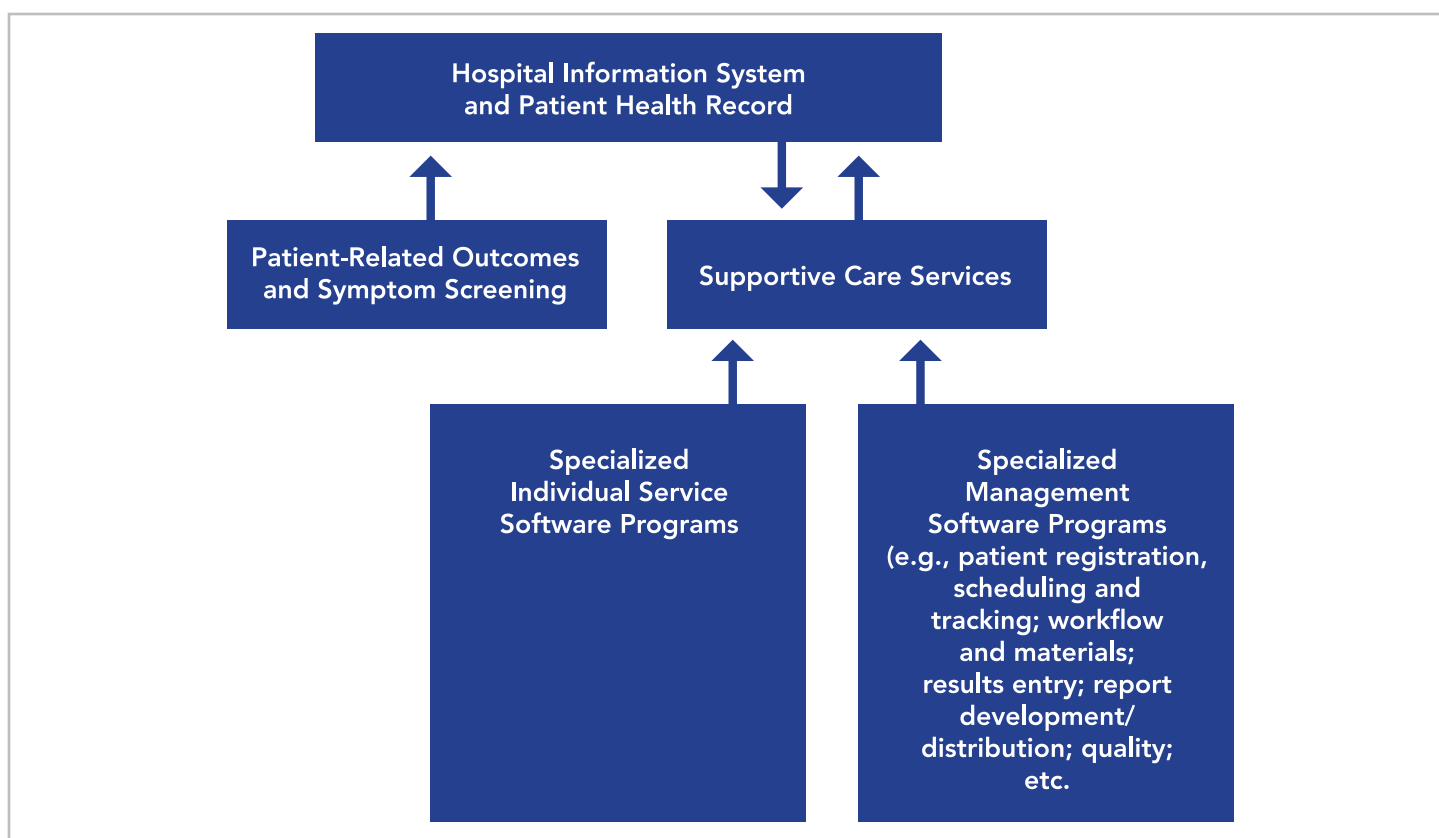 Hospital Information System
and Patient Health Record
Patient-Related Outcomes
and Symptom Screening
Supportive Care Services
Specialized
Individual Service
Software Programs
Specialized
Management
Software Programs
(e.g., patient registration,
scheduling and
tracking; workflow
and materials;
results entry; report
development/
distribution; quality;
etc.